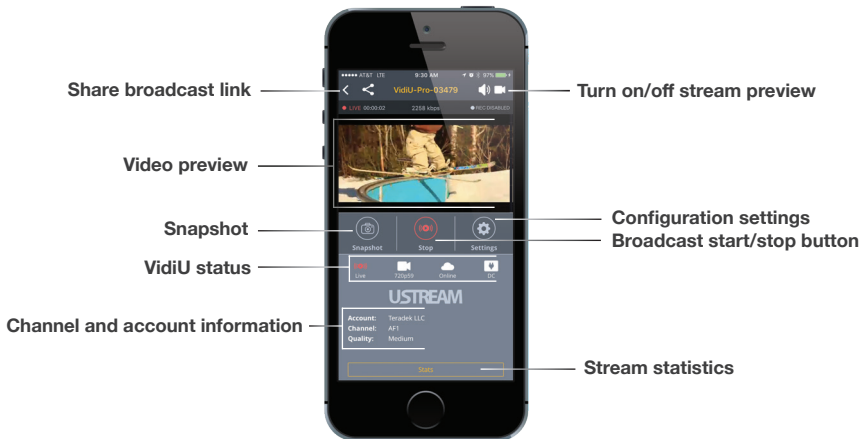 AT&T LTE 9:30 AM 97%
Share broadcast link
VidiU-Pro-03479
Turn on/off stream preview
LIVE 00:00:02 2258 kbps REC DISABLED
Video preview
Snapshot
Configuration settings
Broadcast start/stop button
Snapshot Stop Settings
VidiU status
Live 720p59 Online DC
USTREAM
Channel and account information
Account: Teradek LLC
Channel: AF1
Quality: Medium
Stats
Stream statistics